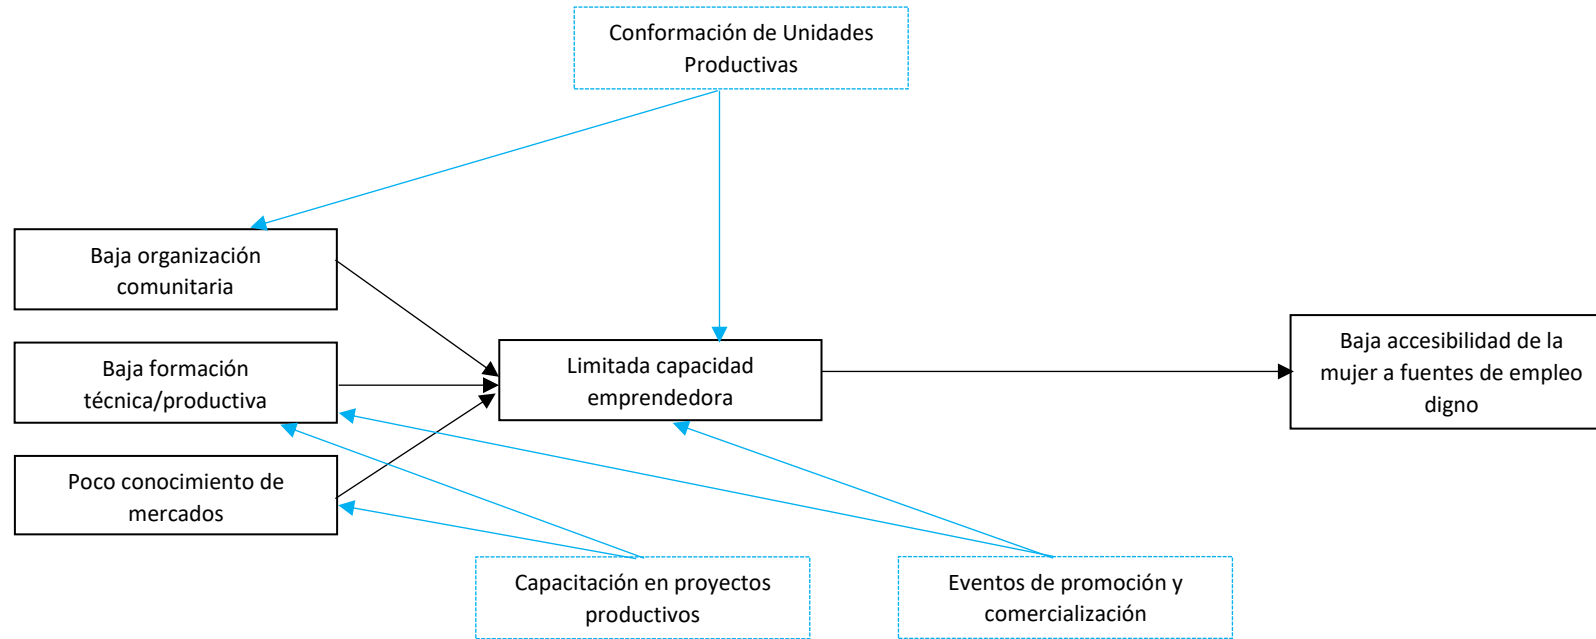 Conformación de Unidades
Productivas
Baja organización
comunitaria
Baja formación
técnica/productiva
Poco conocimiento de
mercados
Limitada capacidad
emprendedora
Baja accesibilidad de la
mujer a fuentes de empleo
digno
Capacitación en proyectos
productivos
Eventos de promoción y
comercialización